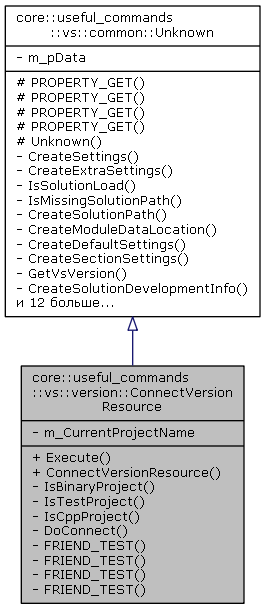 core::useful_commands
::vs::common::Unknown
- m_pData
# PROPERTY_GET()
# PROPERTY_GET()
# PROPERTY_GET()
# PROPERTY_GET()
# Unknown()
- CreateSettings()
- CreateExtraSettings()
- IsSolutionLoad()
- IsMissingSolutionPath()
- CreateSolutionPath()
- CreateModuleDataLocation()
- CreateDefaultSettings()
- CreateSectionSettings()
- GetVsVersion()
- CreateSolutionDevelopmentInfo()
и 12 больше...
core::useful_commands
::vs::version::ConnectVersion
Resource
- m_CurrentProjectName
+ Execute()
+ ConnectVersionResource()
- IsBinaryProject()
- IsTestProject()
- IsCppProject()
- DoConnect()
- FRIEND_TEST()
- FRIEND_TEST()
- FRIEND_TEST()
- FRIEND_TEST()